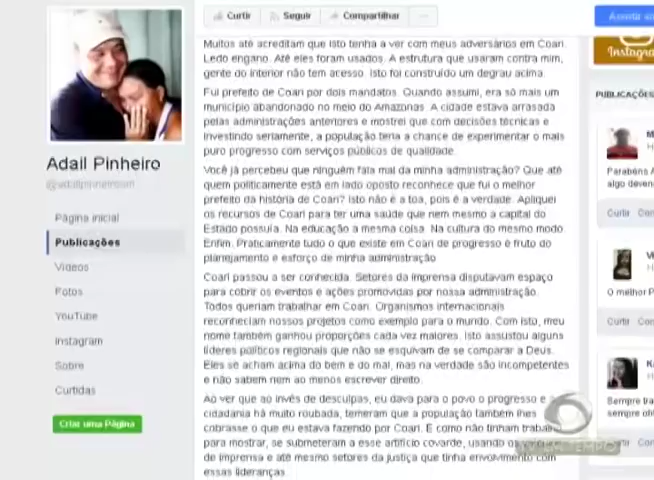 Curtir
Seguir
Compartilhar
...
Muitos até acreditam que isto tenha a ver com meus adversários em Coari.
Ledo engano. Até eles foram usados. A estrutura que usaram contra mim,
gente do interior não tem acesso. Isto foi construído um degrau acima.
Fui prefeito de Coari por dois mandatos. Quando assumi, era só mais um
município abandonado no meio do Amazonas. A cidade estava arrasada
pelas administrações anteriores e mostrei que com decisões técnicas e
investindo seriamente, a população teria a chance de experimentar o mais
puro progresso com serviços públicos de qualidade.
Você já percebeu que ninguém fala mal da minha administração? Que até
quem politicamente está em lado oposto reconhece que fui o melhor
prefeito da história de Coari? Isto não é a toa, pois é a verdade. Apliquei
os recursos de Coari para ter uma saúde que nem mesmo a capital do
Estado possuía. Na educação a mesma coisa. Na cultura do mesmo modo
Enfim. Praticamente tudo o que existe em Coari de progresso é fruto do
planejamento e esforço de minha administração
Coari passou a ser conhecida. Setores da imprensa disputavam espaço
para cobrir os eventos e ações promovidas por nossa administração.
Todos queriam trabalhar em Coari. Organismos internacionais
reconheciam nossos projetos como exemplo para o mundo. Com isto, meu
nome também ganhou proporções cada vez maiores. Isto assustou alguns
líderes políticos regionais que não se esquivam de se comparar a Deus.
Eles se acham acima do bem e do mal, mas na verdade são incompetentes
e não sabem nem ao menos escrever direito.
Ao ver que ao invés de desculpas, eu dava para o povo o progresso e a
cidadania há muito roubada, temeram que a população também lhes
cobrasse o que eu estava fazendo por Coari. E como não tinham
para mostrar, se submeteram a esse artifício covarde, usando os
de imprensa e até mesmo setores da justiça que tinha envolvimento com
essas lideranças.
Adail Pinheiro
Página inicial
Publicações
Vídeos
Fotos
YouTube
Instagram
Sobre
Curtidas
Criar uma Página
Instagram
PUBLICAÇÕES
Parabéns A
algo deven
Curtir Con
O melhor P
Curtir Con
Sempre tra
sempre olh
TEMPO